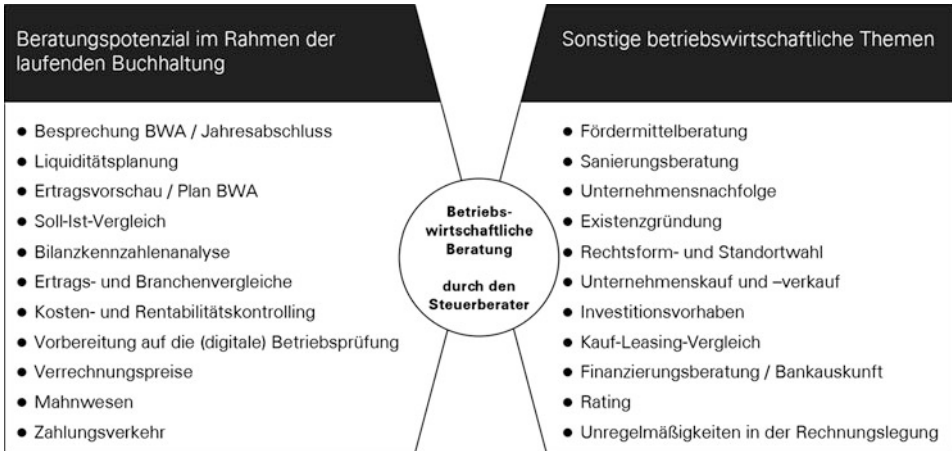 Beratungspotenzial im Rahmen der
laufenden Buchhaltung
● Besprechung BWA / Jahresabschluss
● Liquiditätsplanung
● Ertragsvorschau / Plan BWA
● Soll-Ist-Vergleich
● Bilanzkennzahlenanalyse
● Ertrags- und Branchenvergleiche
● Kosten- und Rentabilitätskontrolling
● Vorbereitung auf die (digitale) Betriebsprüfung
● Verrechnungspreise
● Mahnwesen
● Zahlungsverkehr
Betriebs-
wirtschaftliche
Beratung
durch den
Steuerberater
Sonstige betriebswirtschaftliche Themen
● Fördermittelberatung
● Sanierungsberatung
● Unternehmensnachfolge
● Existenzgründung
● Rechtsform- und Standortwahl
● Unternehmenskauf und –verkauf
● Investitionsvorhaben
● Kauf-Leasing-Vergleich
● Finanzierungsberatung / Bankauskunft
● Rating
● Unregelmäßigkeiten in der Rechnungslegung